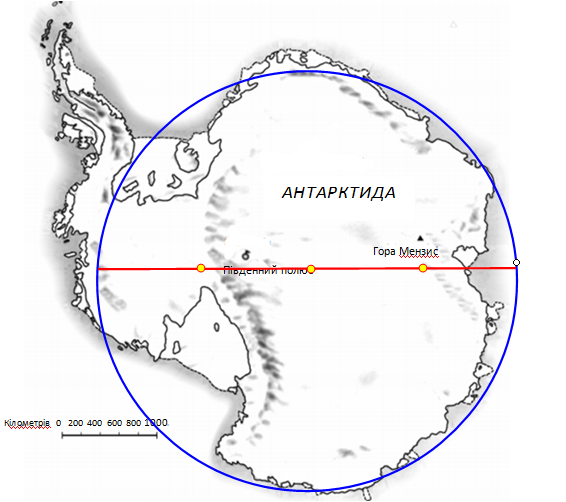 АНТАРКТИДА
Гора Мензис
Південний полюс
Кілометрів 0 200 400 600 800 1000